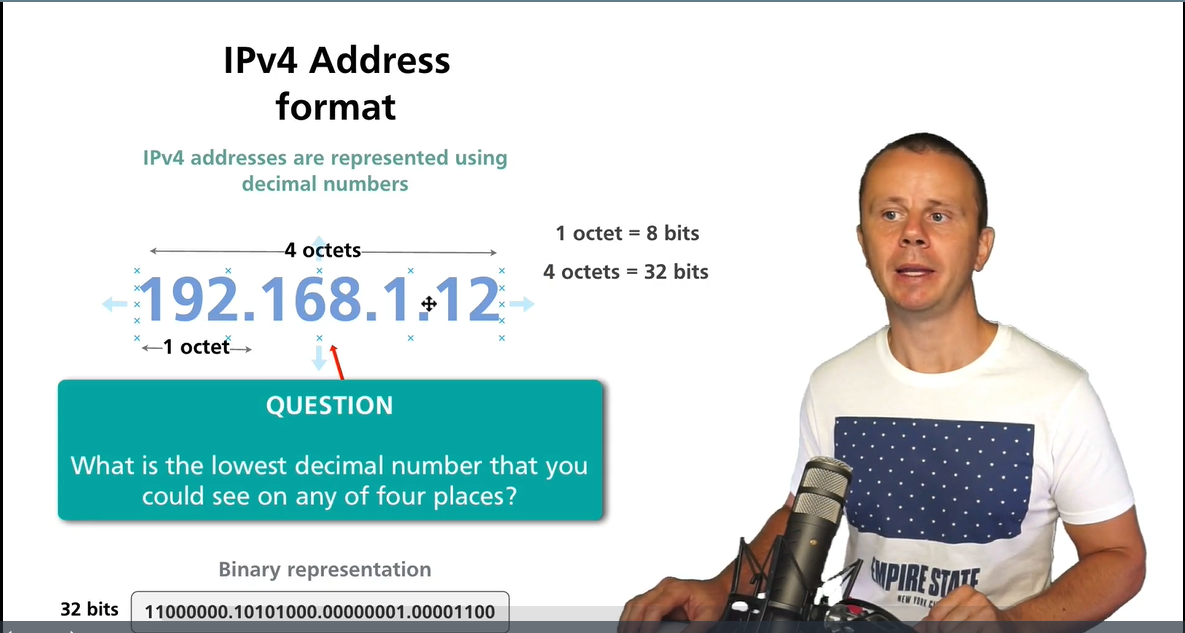 IPv4 Address
format
IPv4 addresses are represented using
decimal numbers
4 octets
192.168.1.12
1 octet
1 octet = 8 bits
4 octets = 32 bits
QUESTION
What is the lowest decimal number that you
could see on any of four places?
Binary representation
32 bits
11000000.10101000.00000001.00001100
EMPIRE STATE
NEW YORK